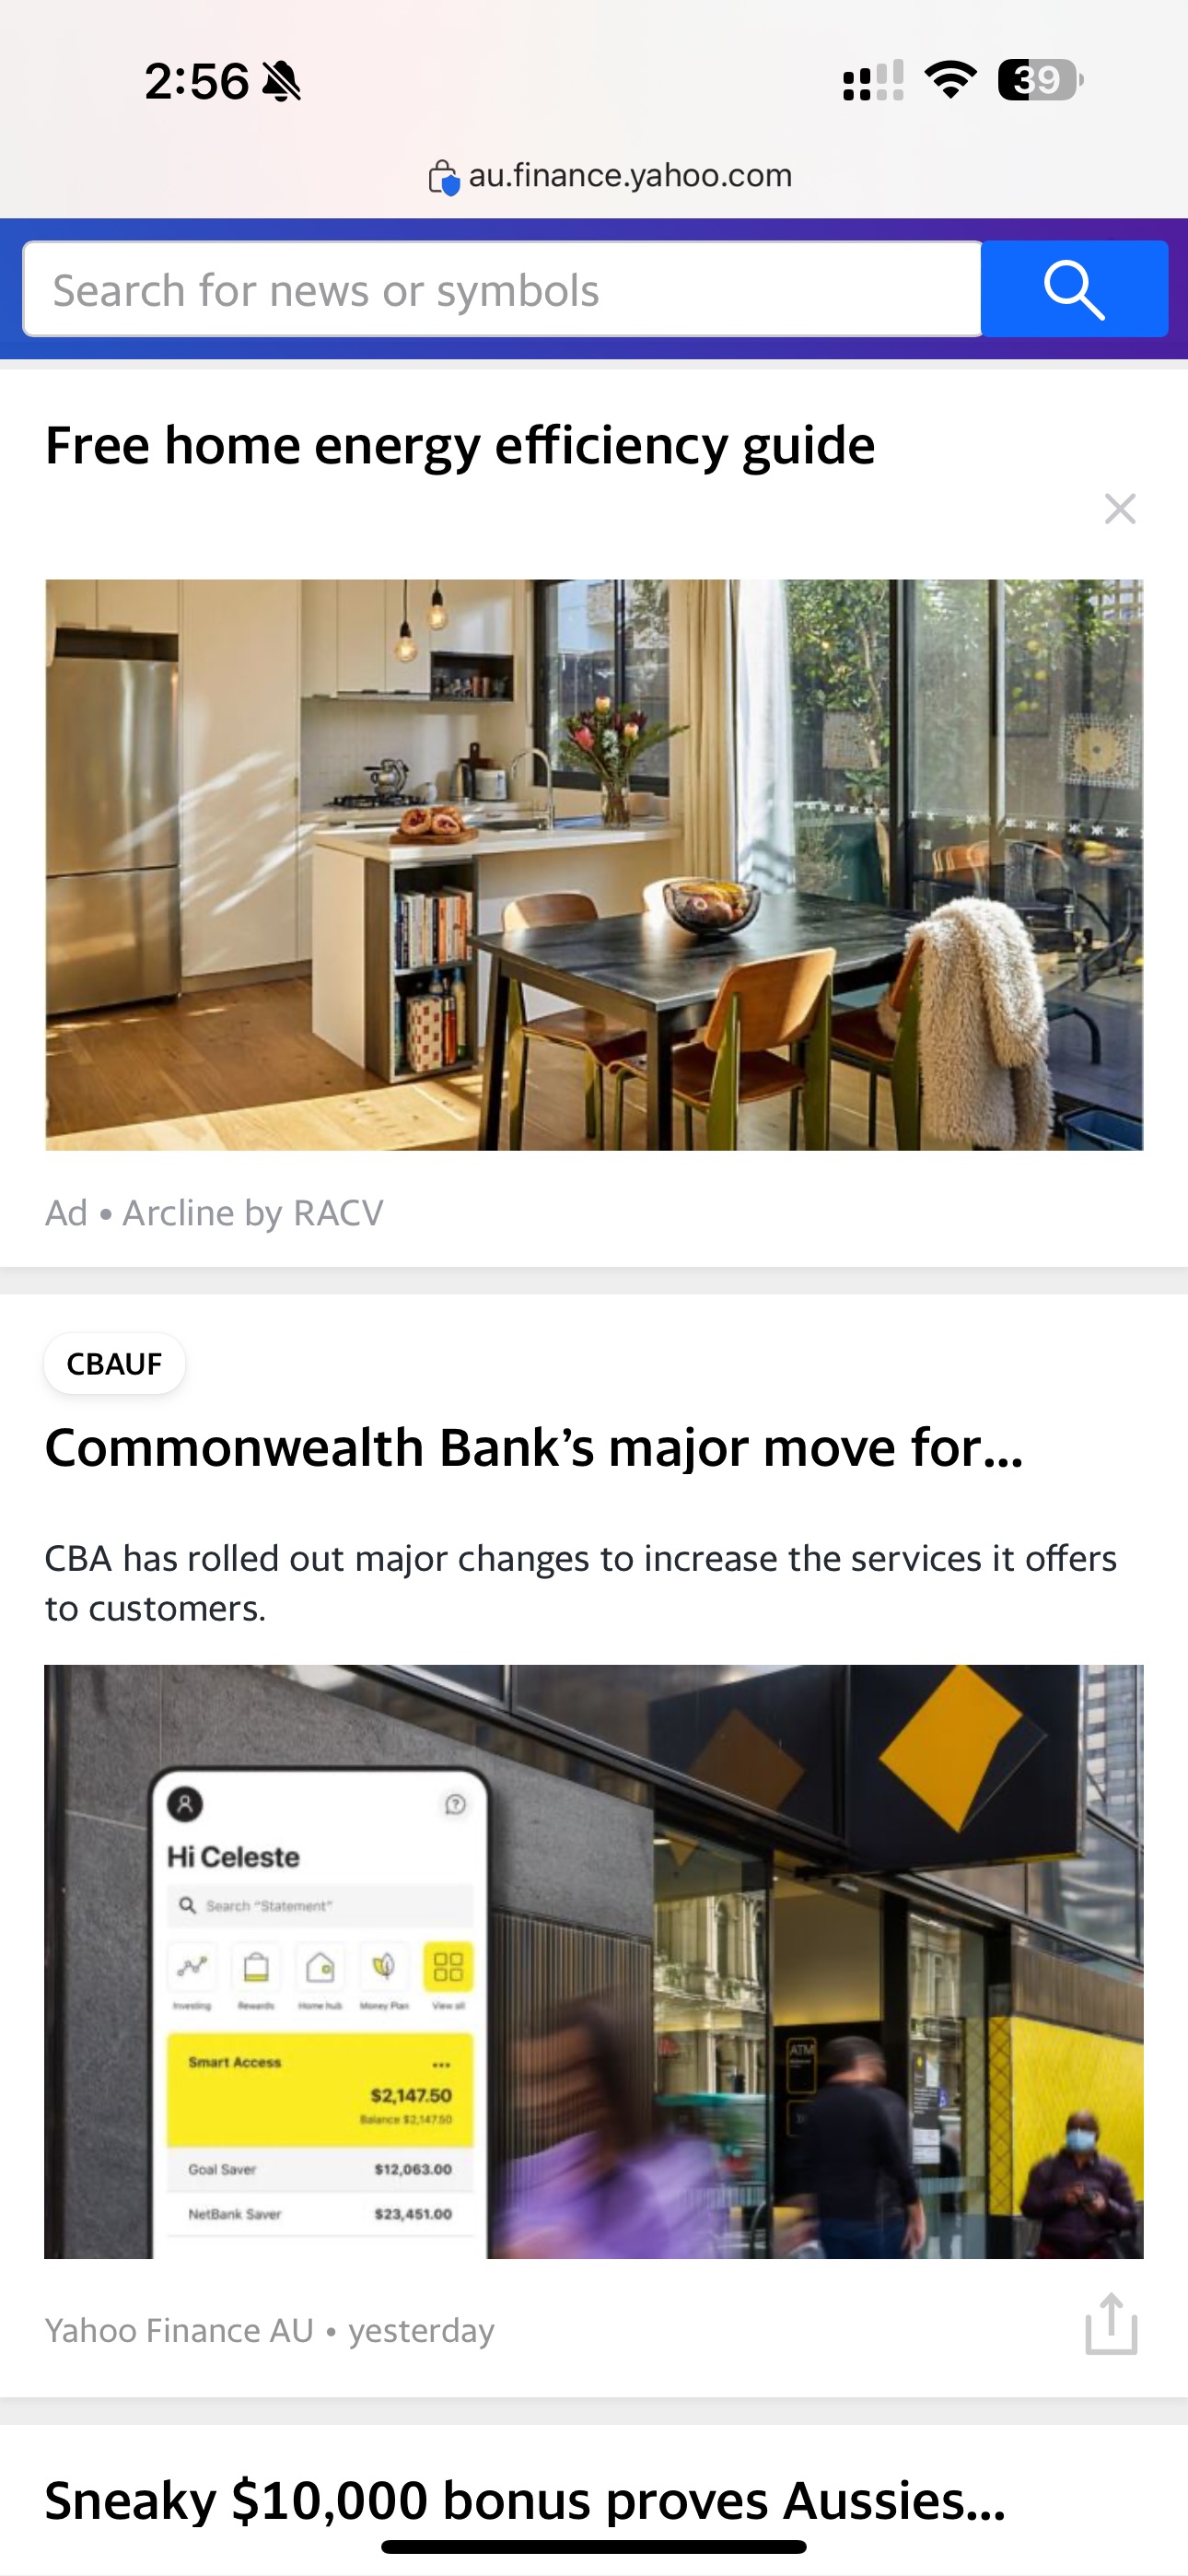 2:56
39
au.finance.yahoo.com
Search for news or symbols
Free home energy efficiency guide
Ad • Arcline by RACV
CBAUF
Commonwealth Bank’s major move for...
CBA has rolled out major changes to increase the services it offers
to customers.
Hi Celeste
Search "Statement"
Investing Rewards Home hub Money Plan View all
Smart Access
$2,147.50
Balance $2,147.50
Goal Saver $12,063.00
NetBank Saver $23,451.00
ATM
Yahoo Finance AU • yesterday
Sneaky $10,000 bonus proves Aussies...